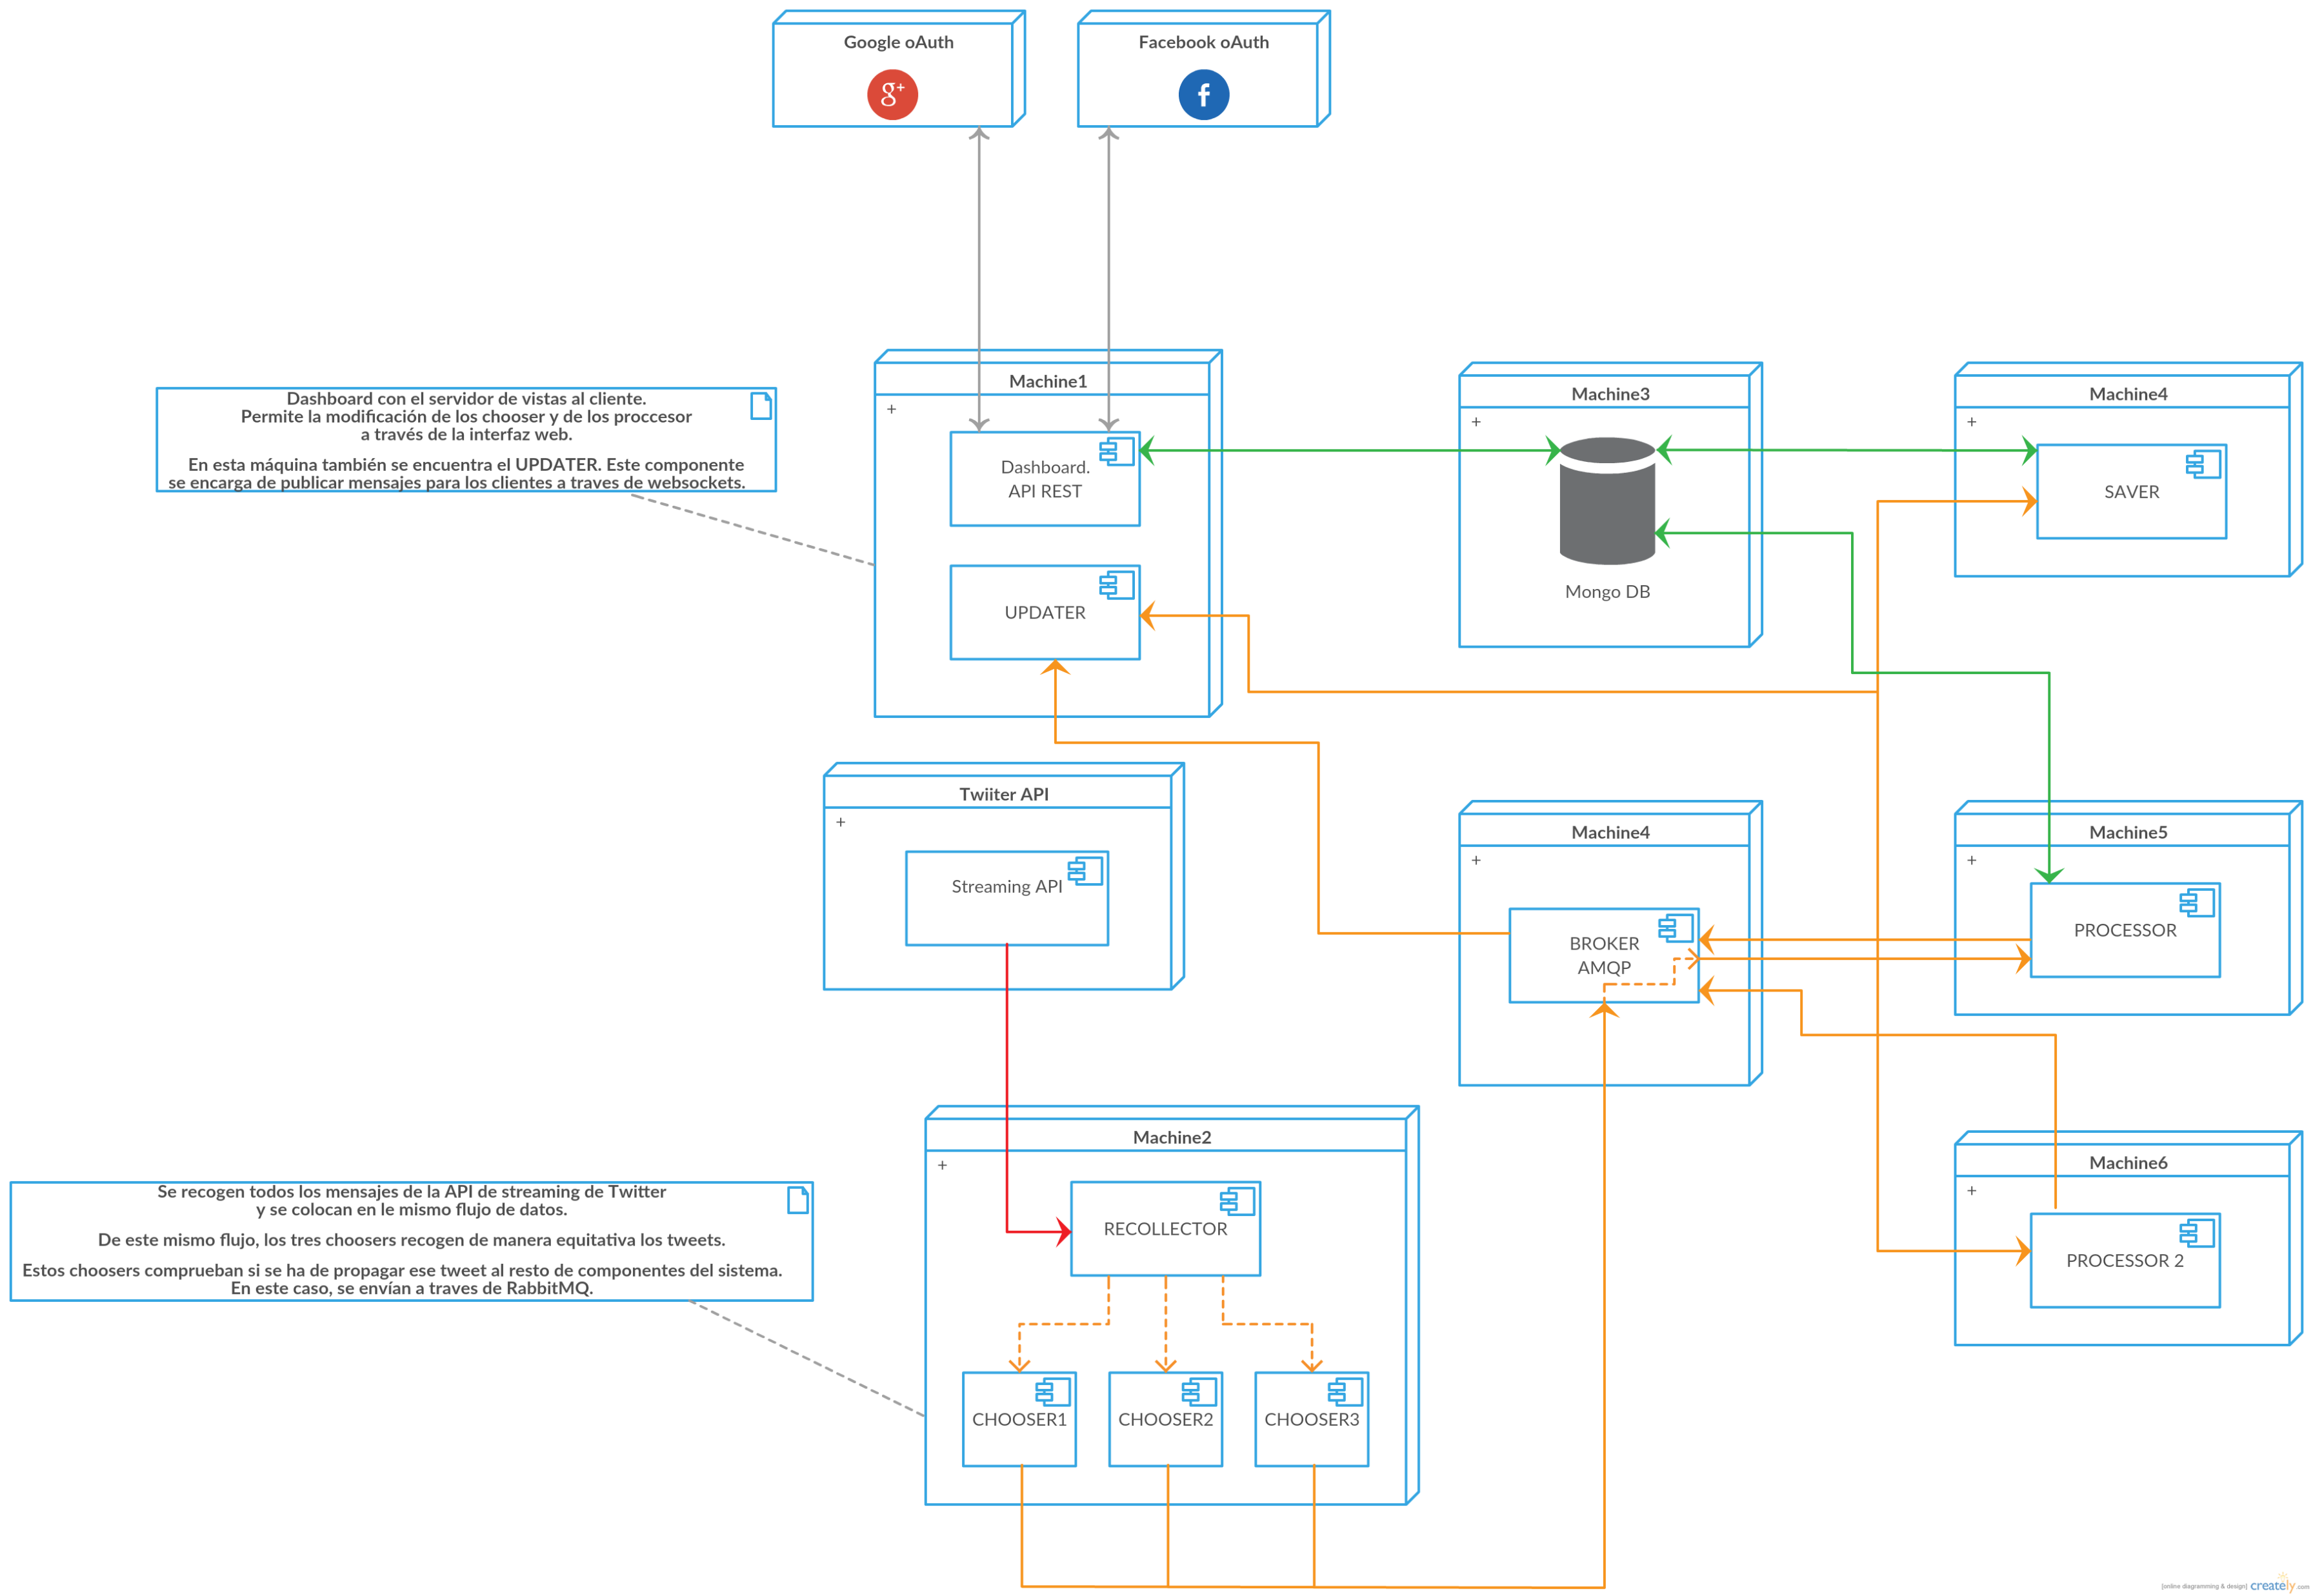 Google oAuth
g+
Facebook oAuth
f
Machine1
+
Dashboard.
API REST
UPDATER
Dashboard con el servidor de vistas al cliente.
Permite la modificación de los chooser y de los proccesor
a través de la interfaz web.
En esta máquina también se encuentra el UPDATER. Este componente
se encarga de publicar mensajes para los clientes a traves de websockets.
Machine3
+
Mongo DB
Machine4
+
SAVER
Twiiter API
+
Streaming API
Machine4
+
BROKER
AMQP
Machine5
+
PROCESSOR
Machine2
+
RECOLLECTOR
CHOOSER1
CHOOSER2
CHOOSER3
Se recogen todos los mensajes de la API de streaming de Twitter
y se colocan en le mismo flujo de datos.
De este mismo flujo, los tres choosers recogen de manera equitativa los tweets.
Estos choosers comprueban si se ha de propagar ese tweet al resto de componentes del sistema.
En este caso, se envían a traves de RabbitMQ.
Machine6
+
PROCESSOR 2
[online diagramming & design] creately.com